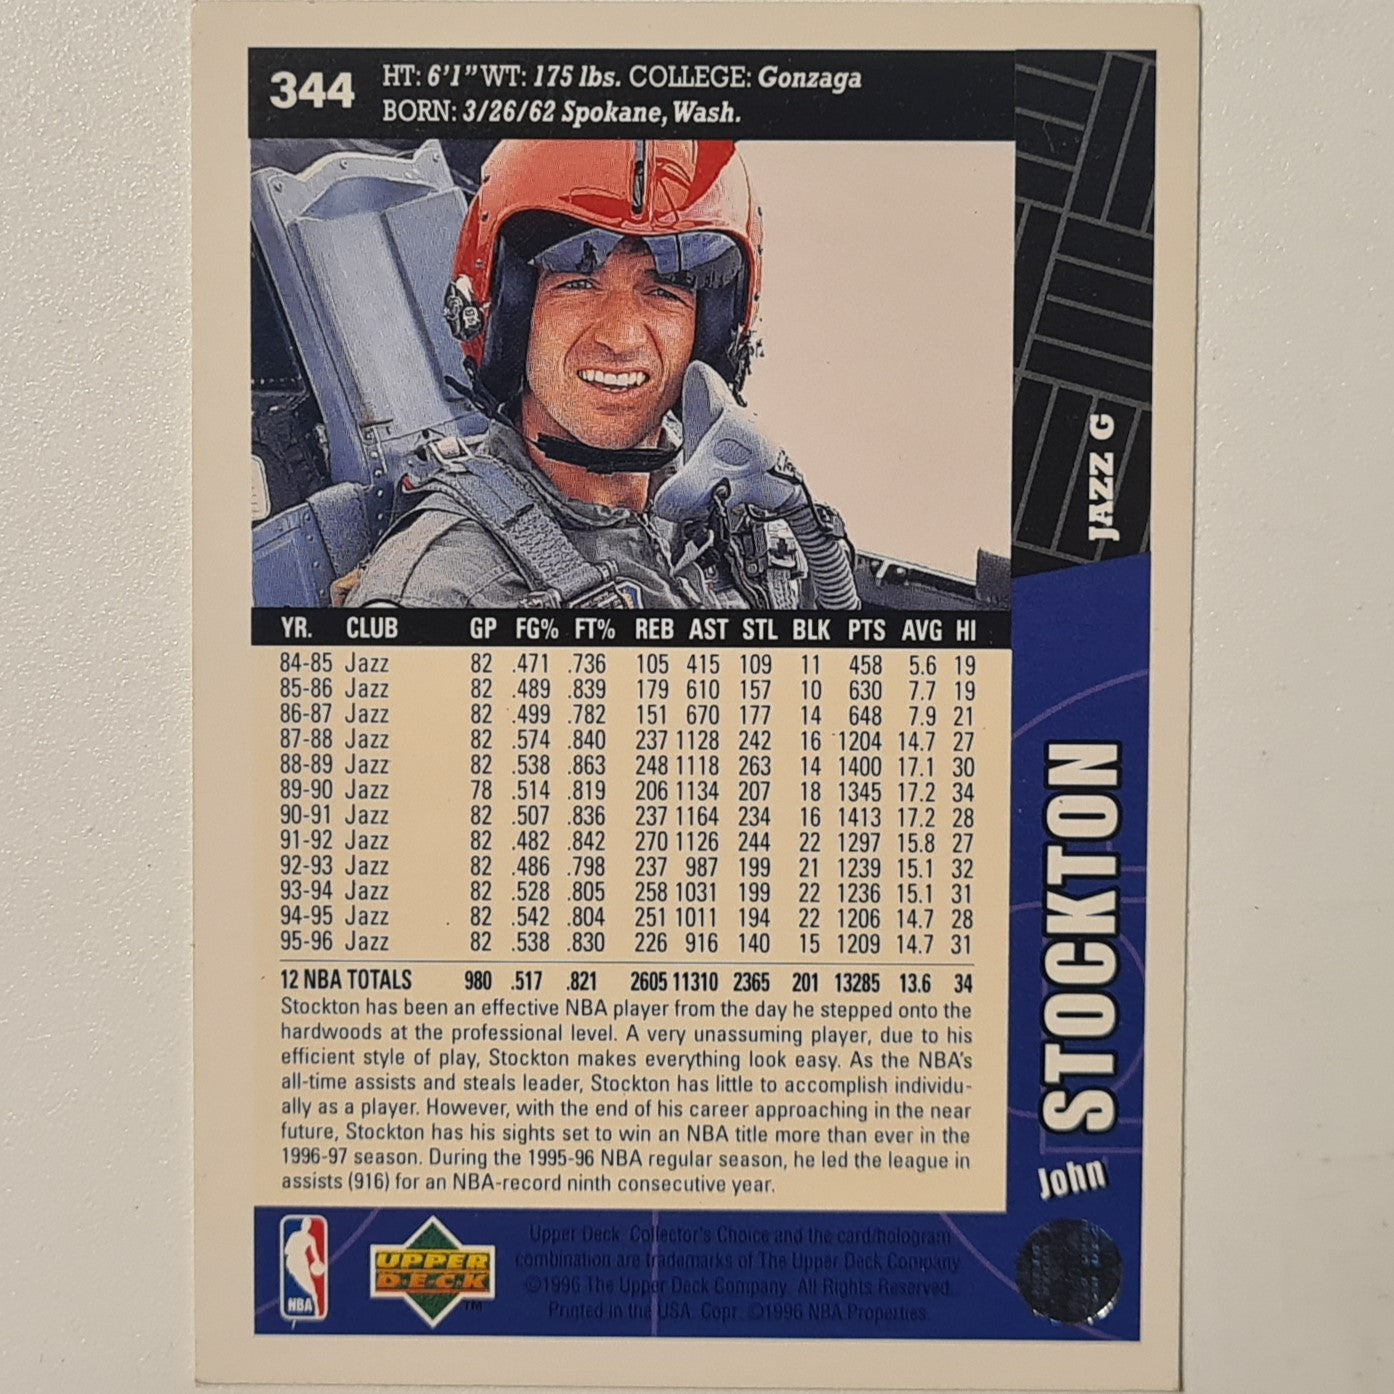 344
HT: 6'1" WT: 175 lbs. COLLEGE: Gonzaga
BORN: 3/26/62 Spokane, Wash.
JAZZ G
John STOCKTON
YR. CLUB GP FG% FT% REB AST STL BLK PTS AVG HI
84-85 Jazz 82 .471 .736 105 415 109 11 458 5.6 19
85-86 Jazz 82 .489 .839 179 610 157 10 630 7.7 19
86-87 Jazz 82 .499 .782 151 670 177 14 648 7.9 21
87-88 Jazz 82 .574 .840 237 1128 242 16 1204 14.7 27
88-89 Jazz 82 .538 .863 248 1118 263 14 1400 17.1 30
89-90 Jazz 78 .514 .819 206 1134 207 18 1345 17.2 34
90-91 Jazz 82 .507 .836 237 1164 234 16 1413 17.2 28
91-92 Jazz 82 .482 .842 270 1126 244 22 1297 15.8 27
92-93 Jazz 82 .486 .798 237 987 199 21 1239 15.1 32
93-94 Jazz 82 .528 .805 258 1031 199 22 1236 15.1 31
94-95 Jazz 82 .542 .804 251 1011 194 22 1206 14.7 28
95-96 Jazz 82 .538 .830 226 916 140 15 1209 14.7 31
12 NBA TOTALS 980 .517 .821 2605 11310 2365 201 13285 13.6 34
Stockton has been an effective NBA player from the day he stepped onto the
hardwoods at the professional level. A very unassuming player, due to his
efficient style of play, Stockton makes everything look easy. As the NBA's
all-time assists and steals leader, Stockton has little to accomplish individu-
ally as a player. However, with the end of his career approaching in the near
future, Stockton has his sights set to win an NBA title more than ever in the
1996-97 season. During the 1995-96 NBA regular season, he led the league in
assists (916) for an NBA-record ninth consecutive year.
NBA
UPPER
DECK
TM
Upper Deck Collector's Choice and the card/hologram
combination are trademarks of The Upper Deck Company.
©1996 The Upper Deck Company. All Rights Reserved.
Printed in the USA. Copr. ©1996 NBA Properties.